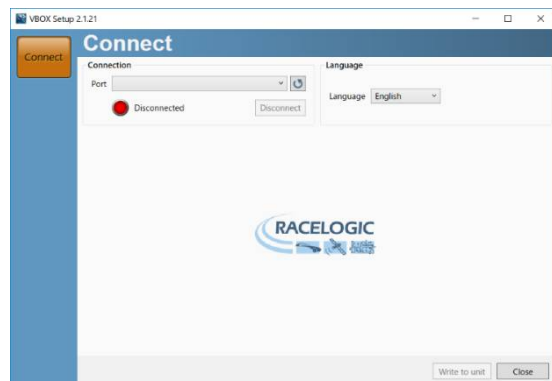 VBOX Setup 2.1.21
Connect
Connect
Connection
Language
Port
Language English
Disconnected
Disconnect
RACELOGIC
Write to unit
Close